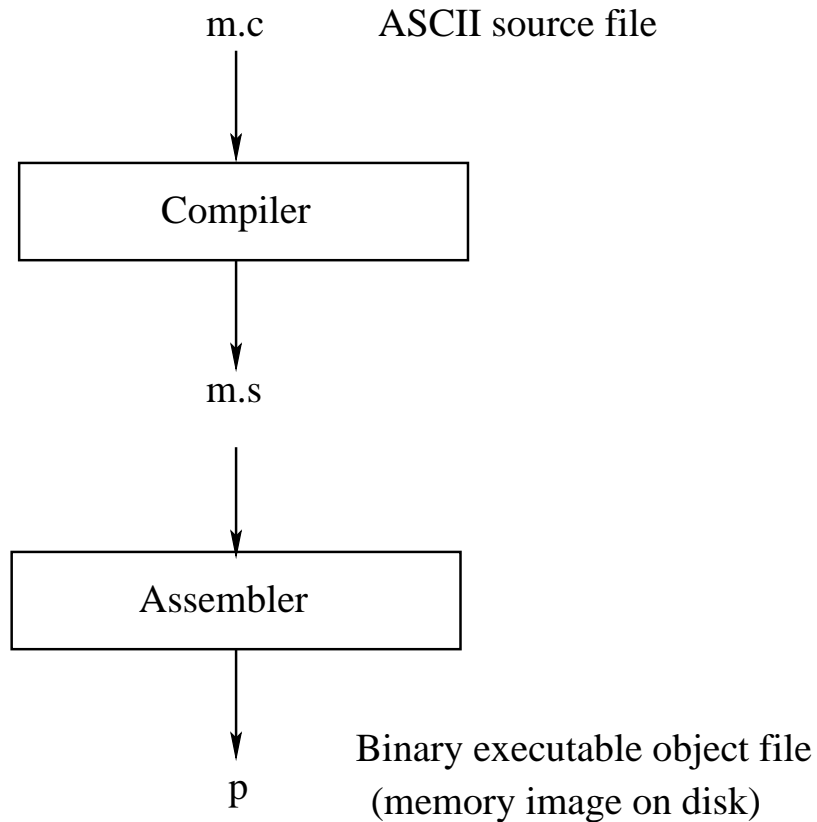 m.c ASCII source file
Compiler
m.s
Assembler
Binary executable object file
p
(memory image on disk)